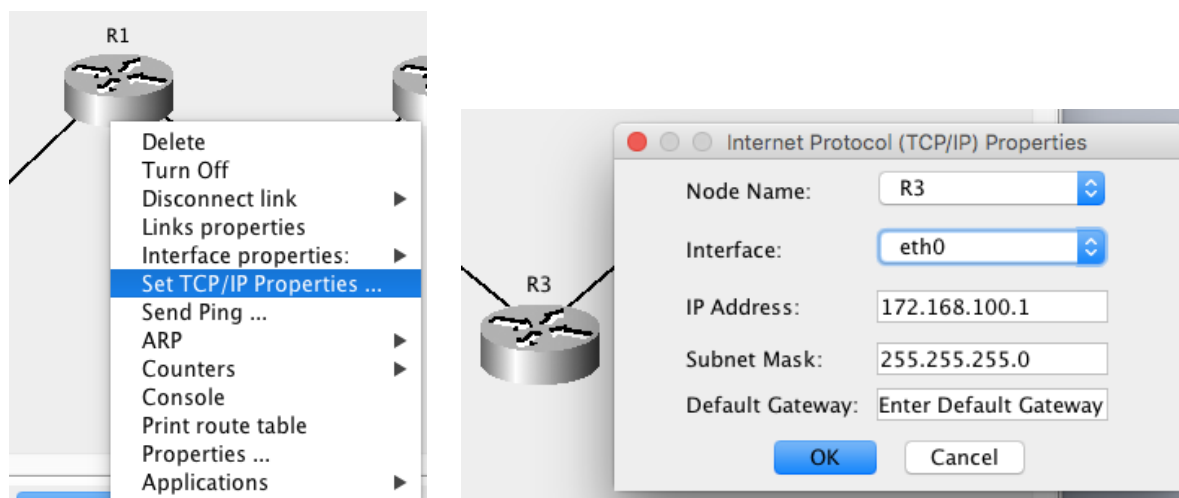 R1
Delete
Turn Off
Disconnect link
Links properties
Interface properties:
Set TCP/IP Properties ...
Send Ping ...
ARP
Counters
Console
Print route table
Properties ...
Applications
R3
Internet Protocol (TCP/IP) Properties
Node Name: R3
Interface: eth0
IP Address: 172.168.100.1
Subnet Mask: 255.255.255.0
Default Gateway: Enter Default Gateway
OK Cancel